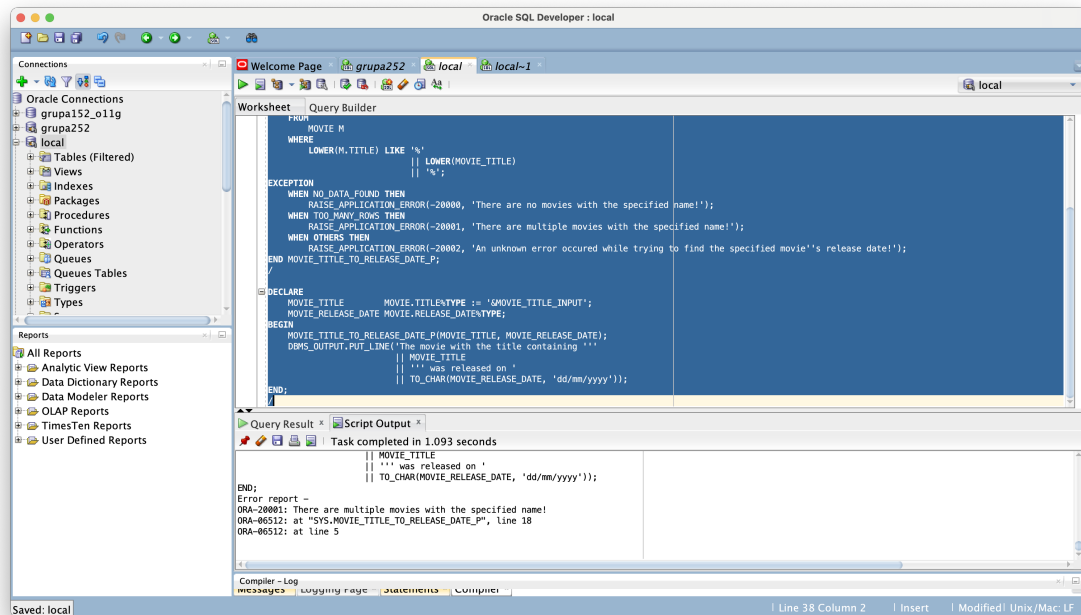 Oracle SQL Developer : local
Connections
Oracle Connections
grupa152_o11g
grupa252
local
Tables (Filtered)
Views
Indexes
Packages
Procedures
Functions
Operators
Queues
Queues Tables
Triggers
Types
Reports
All Reports
Analytic View Reports
Data Dictionary Reports
Data Modeler Reports
OLAP Reports
TimesTen Reports
User Defined Reports
Welcome Page
grupa252
local
local~1
local
Worksheet
Query Builder
FROM
MOVIE M
WHERE
LOWER(M.TITLE) LIKE '%'
|| LOWER(MOVIE_TITLE)
|| '%';
EXCEPTION
WHEN NO_DATA_FOUND THEN
RAISE_APPLICATION_ERROR(-20000, 'There are no movies with the specified name!');
WHEN TOO_MANY_ROWS THEN
RAISE_APPLICATION_ERROR(-20001, 'There are multiple movies with the specified name!');
WHEN OTHERS THEN
RAISE_APPLICATION_ERROR(-20002, 'An unknown error occured while trying to find the specified movie''s release date!');
END MOVIE_TITLE_TO_RELEASE_DATE_P;
/
DECLARE
MOVIE_TITLE MOVIE.TITLE%TYPE := '&MOVIE_TITLE_INPUT';
MOVIE_RELEASE_DATE MOVIE.RELEASE_DATE%TYPE;
BEGIN
MOVIE_TITLE_TO_RELEASE_DATE_P(MOVIE_TITLE, MOVIE_RELEASE_DATE);
DBMS_OUTPUT.PUT_LINE('The movie with the title containing '''
|| MOVIE_TITLE
|| ''' was released on '
|| TO_CHAR(MOVIE_RELEASE_DATE, 'dd/mm/yyyy'));
END;
/
Query Result
Script Output
Task completed in 1.093 seconds
|| MOVIE_TITLE
|| ''' was released on '
|| TO_CHAR(MOVIE_RELEASE_DATE, 'dd/mm/yyyy'));
END;
Error report -
ORA-20001: There are multiple movies with the specified name!
ORA-06512: at "SYS.MOVIE_TITLE_TO_RELEASE_DATE_P", line 18
ORA-06512: at line 5
Compiler - Log
Messages
Logging Page
Statements
Compiler
Saved: local
Line 38 Column 2
Insert
Modified
Unix/Mac: LF